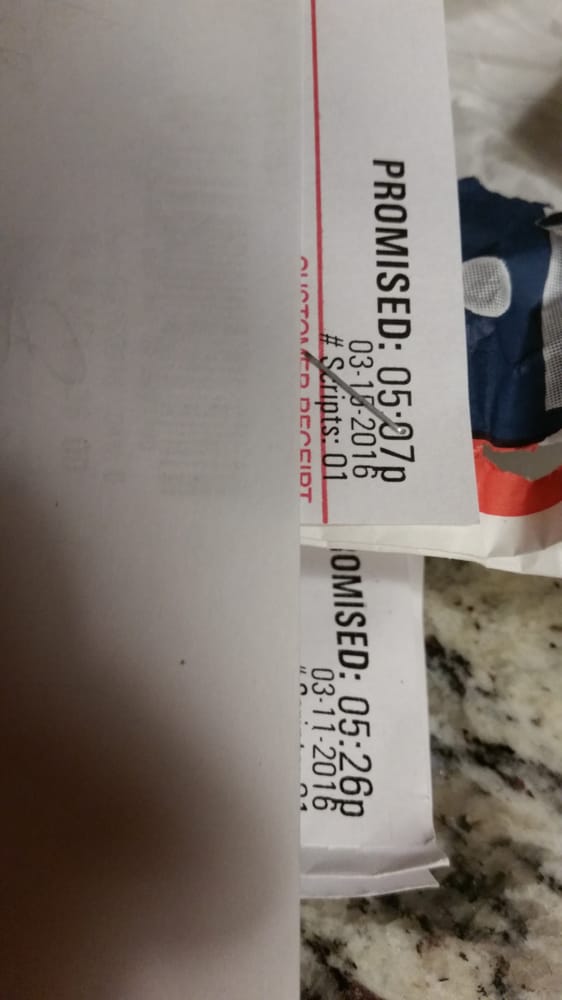 PROMISED: 05:07p
03-15-2016
# Scripts: 01
CUSTOMER RECEIPT
OMISED: 05:26p
03-11-2016